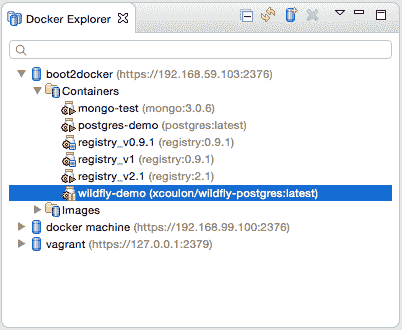 Docker Explorer
boot2docker (https://192.168.59.103:2376)
Containers
mongo-test (mongo:3.0.6)
postgres-demo (postgres:latest)
registry_v0.9.1 (registry:0.9.1)
registry_v1 (registry:0.9.1)
registry_v2.1 (registry:2.1)
wildfly-demo (xcoulon/wildfly-postgres:latest)
Images
docker machine (https://192.168.99.100:2376)
vagrant (https://127.0.0.1:2379)